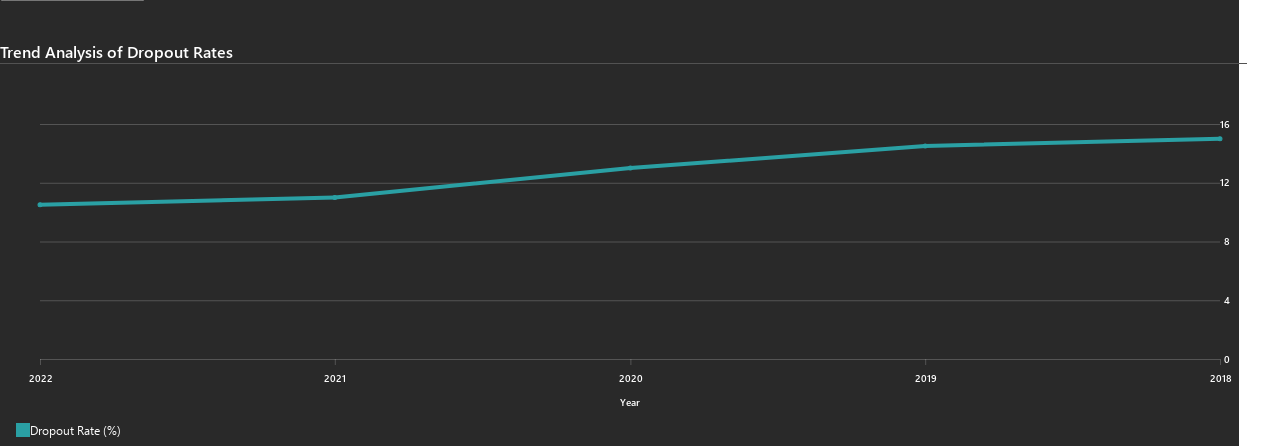 Trend Analysis of Dropout Rates
16
12
8
4
0
2022 2021 2020 2019 2018
Year
Dropout Rate (%)